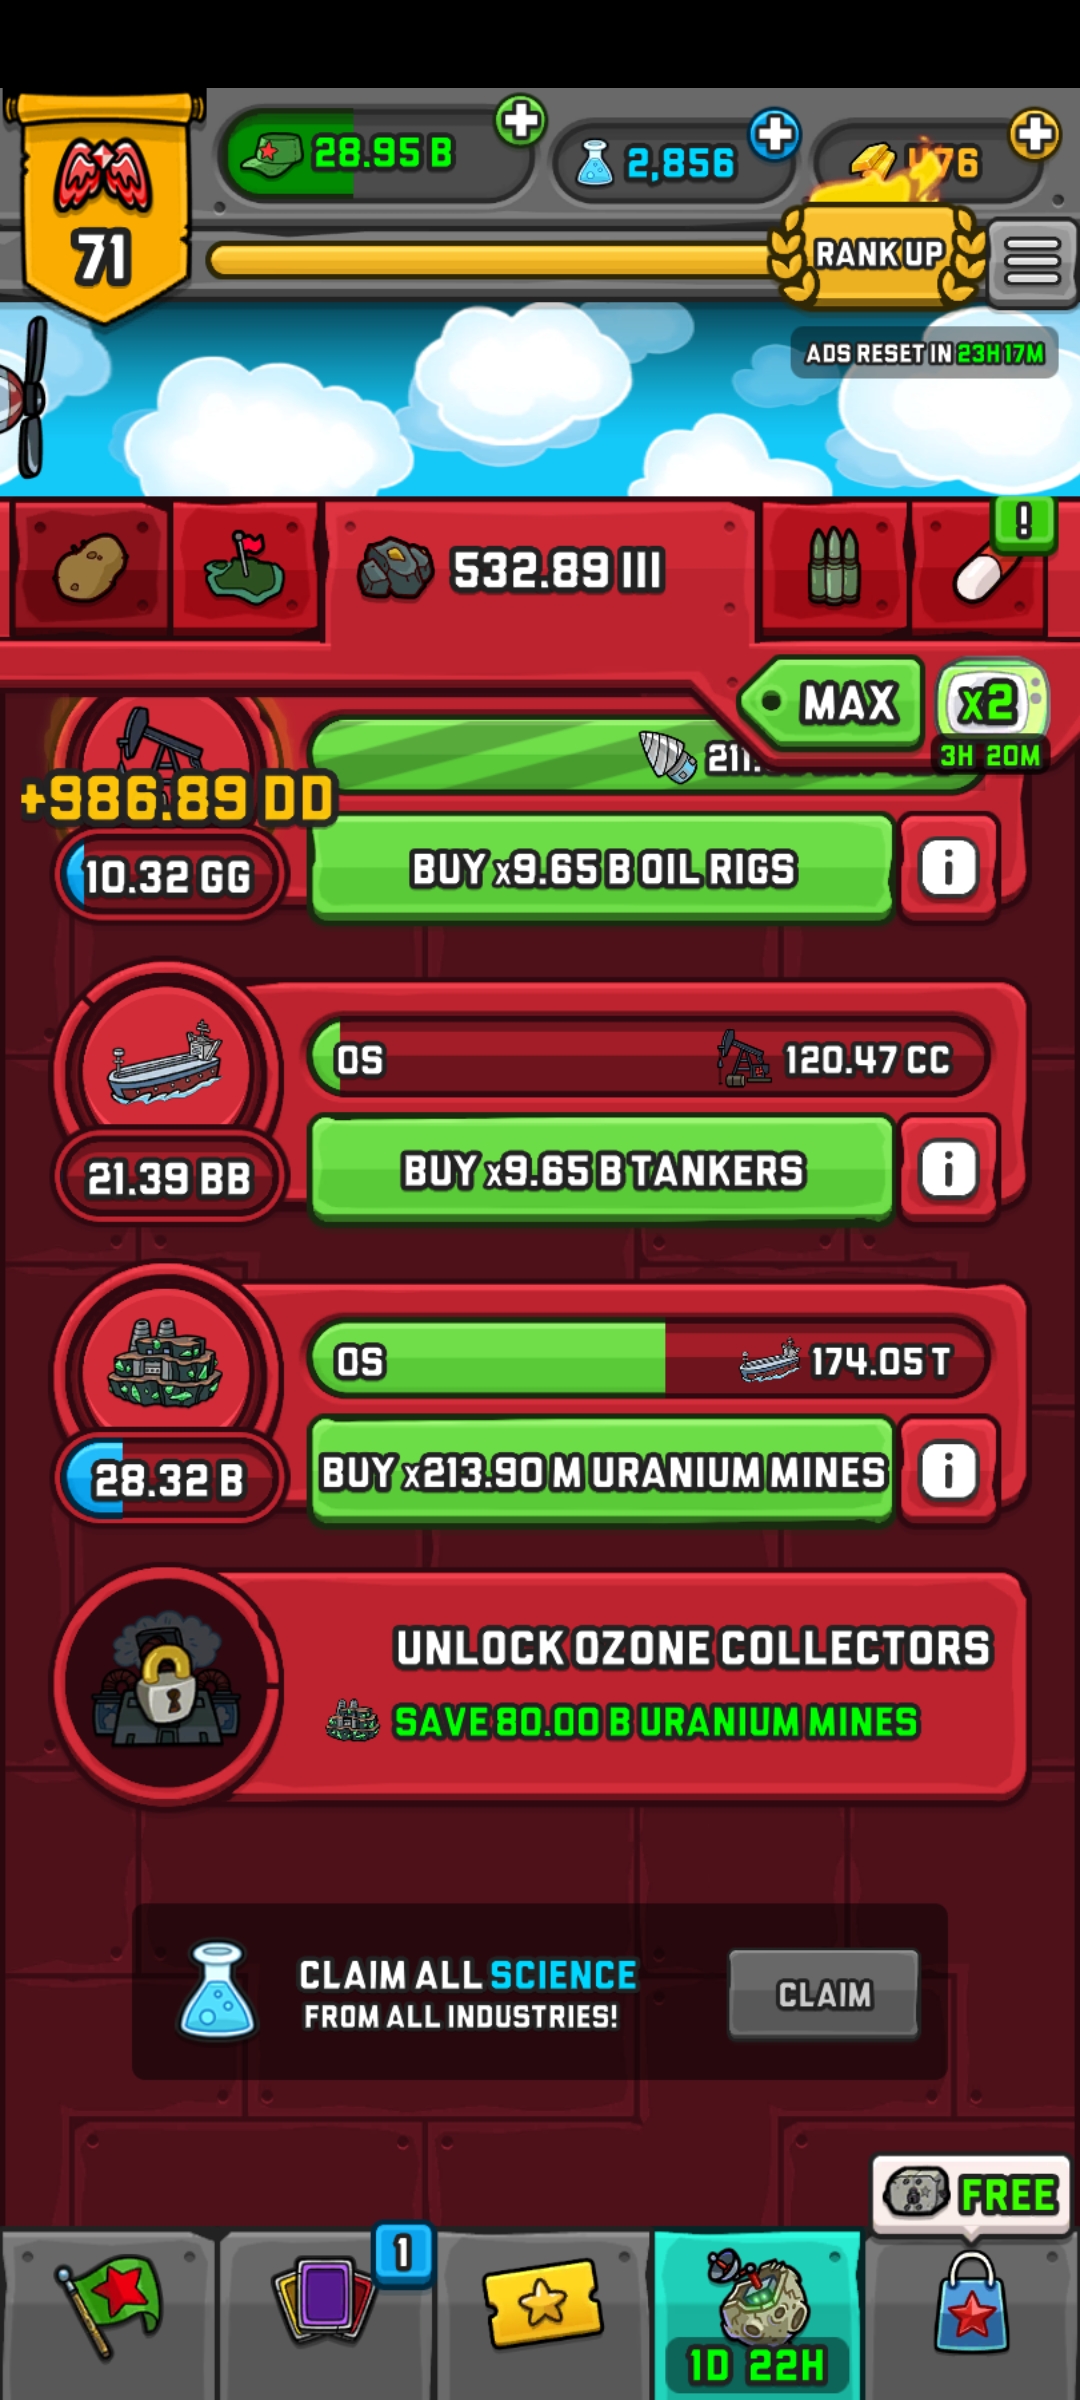 71
28.95 B
2,856
RANK UP
ADS RESET IN 23H 17M
532.89 III
!
MAX
x2
3H 20M
211.
+986.89 DD
10.32 GG
BUY x9.65 B OIL RIGS
i
0S
120.47 CC
21.39 BB
BUY x9.65 B TANKERS
i
0S
174.05 T
28.32 B
BUY x213.90 M URANIUM MINES
i
UNLOCK OZONE COLLECTORS
SAVE 80.00 B URANIUM MINES
CLAIM ALL SCIENCE
FROM ALL INDUSTRIES!
CLAIM
FREE
1
1D 22H